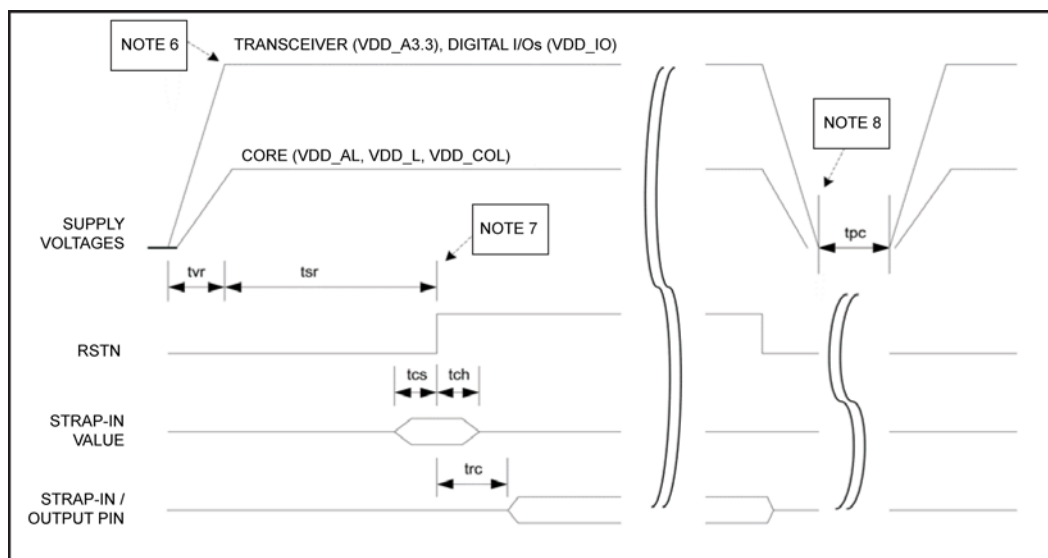 NOTE 6
TRANSCEIVER (VDD_A3.3), DIGITAL I/Os (VDD_IO)
NOTE 8
CORE (VDD_AL, VDD_L, VDD_COL)
SUPPLY
VOLTAGES
NOTE 7
tpc
tvr
tsr
RSTN
tcs
tch
STRAP-IN
VALUE
trc
STRAP-IN /
OUTPUT PIN